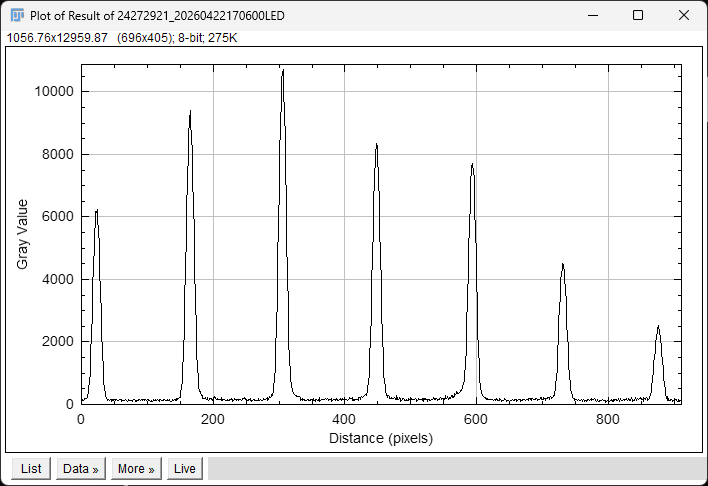 Plot of Result of 24272921_20260422170600LED
1056.76x12959.87 (696x405); 8-bit; 275K
10000
8000
6000
4000
2000
0
Gray Value
0 200 400 600 800
Distance (pixels)
List Data » More » Live